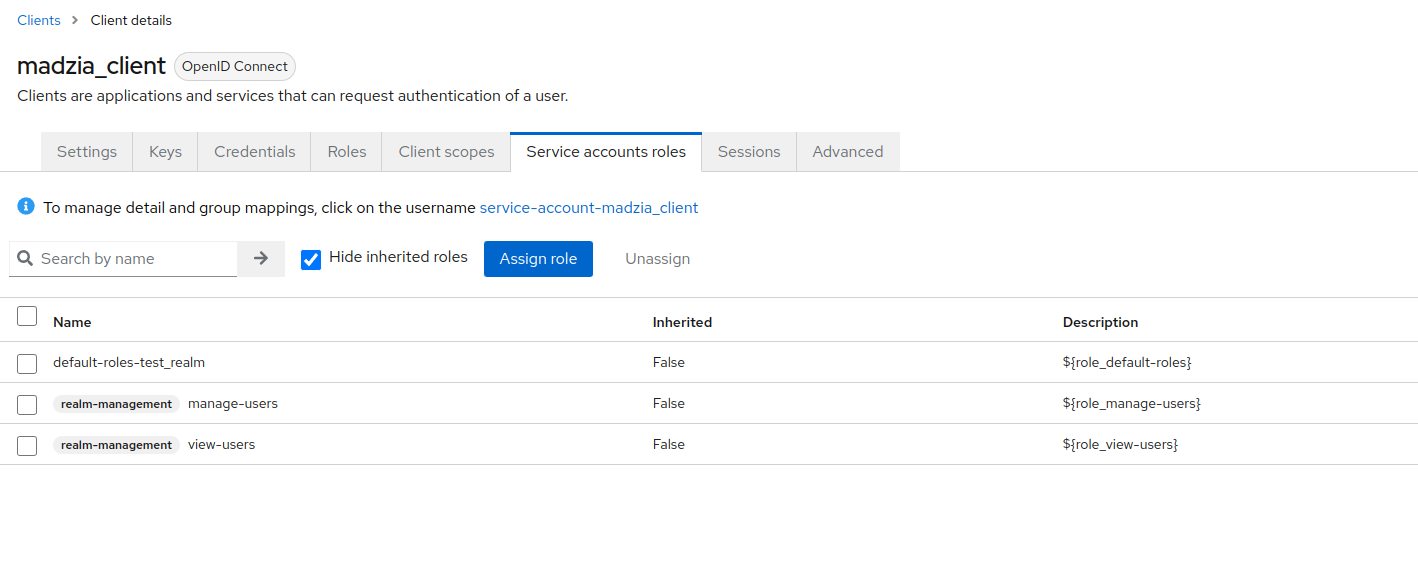 Clients > Client details
madzia_client OpenID Connect
Clients are applications and services that can request authentication of a user.
Settings Keys Credentials Roles Client scopes Service accounts roles Sessions Advanced
To manage detail and group mappings, click on the username service-account-madzia_client
Search by name Hide inherited roles Assign role Unassign
Name Inherited Description
default-roles-test_realm False ${role_default-roles}
realm-management manage-users False ${role_manage-users}
realm-management view-users False ${role_view-users}